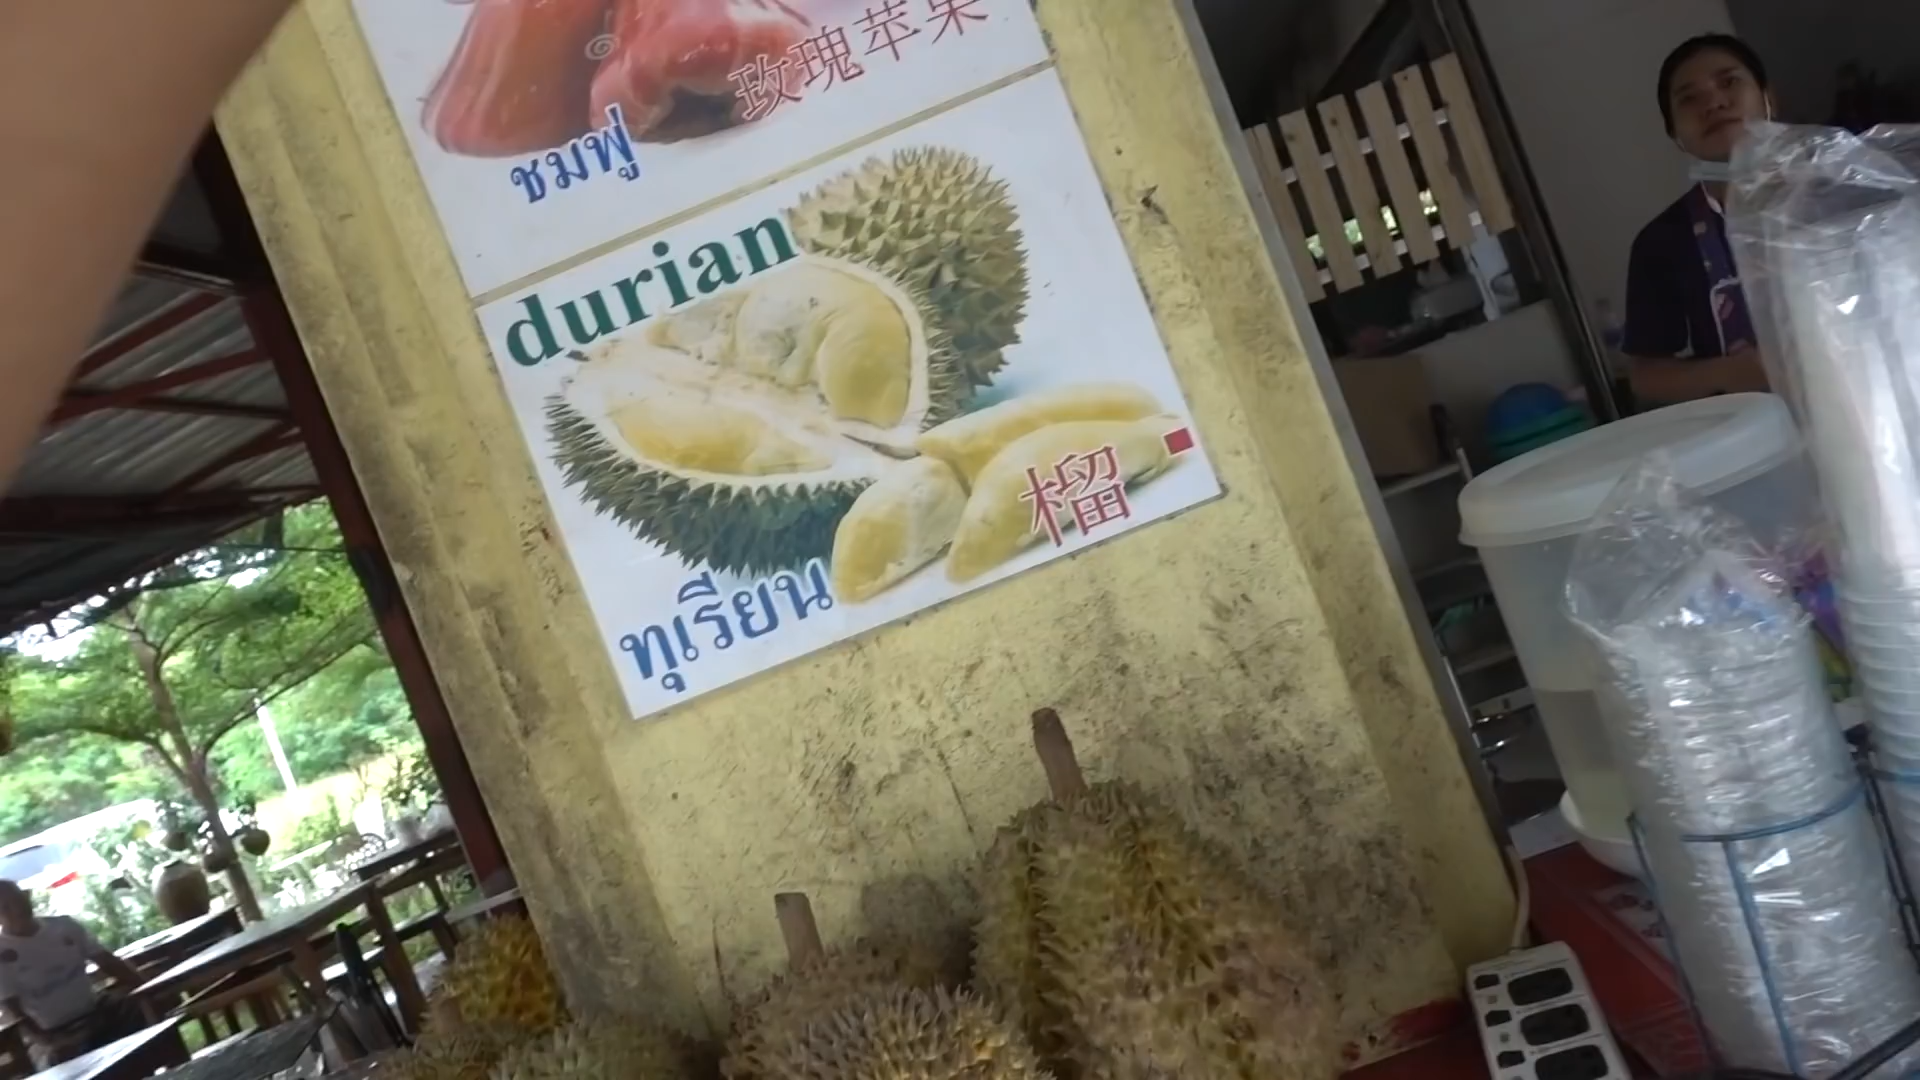 玫瑰苹果
ชมพู่
durian
榴
ทุเรียน